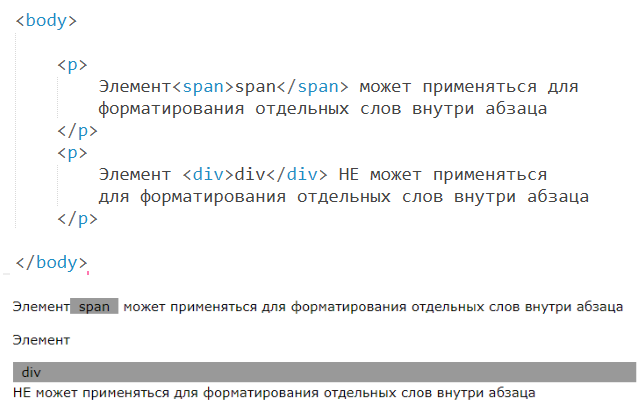 <body>
<p>
Элемент<span>span</span> может применяться для
форматирования отдельных слов внутри абзаца
</p>
<p>
Элемент <div>div</div> НЕ может применяться
для форматирования отдельных слов внутри абзаца
</p>
</body>
Элемент span может применяться для форматирования отдельных слов внутри абзаца
Элемент
div
НЕ может применяться для форматирования отдельных слов внутри абзаца